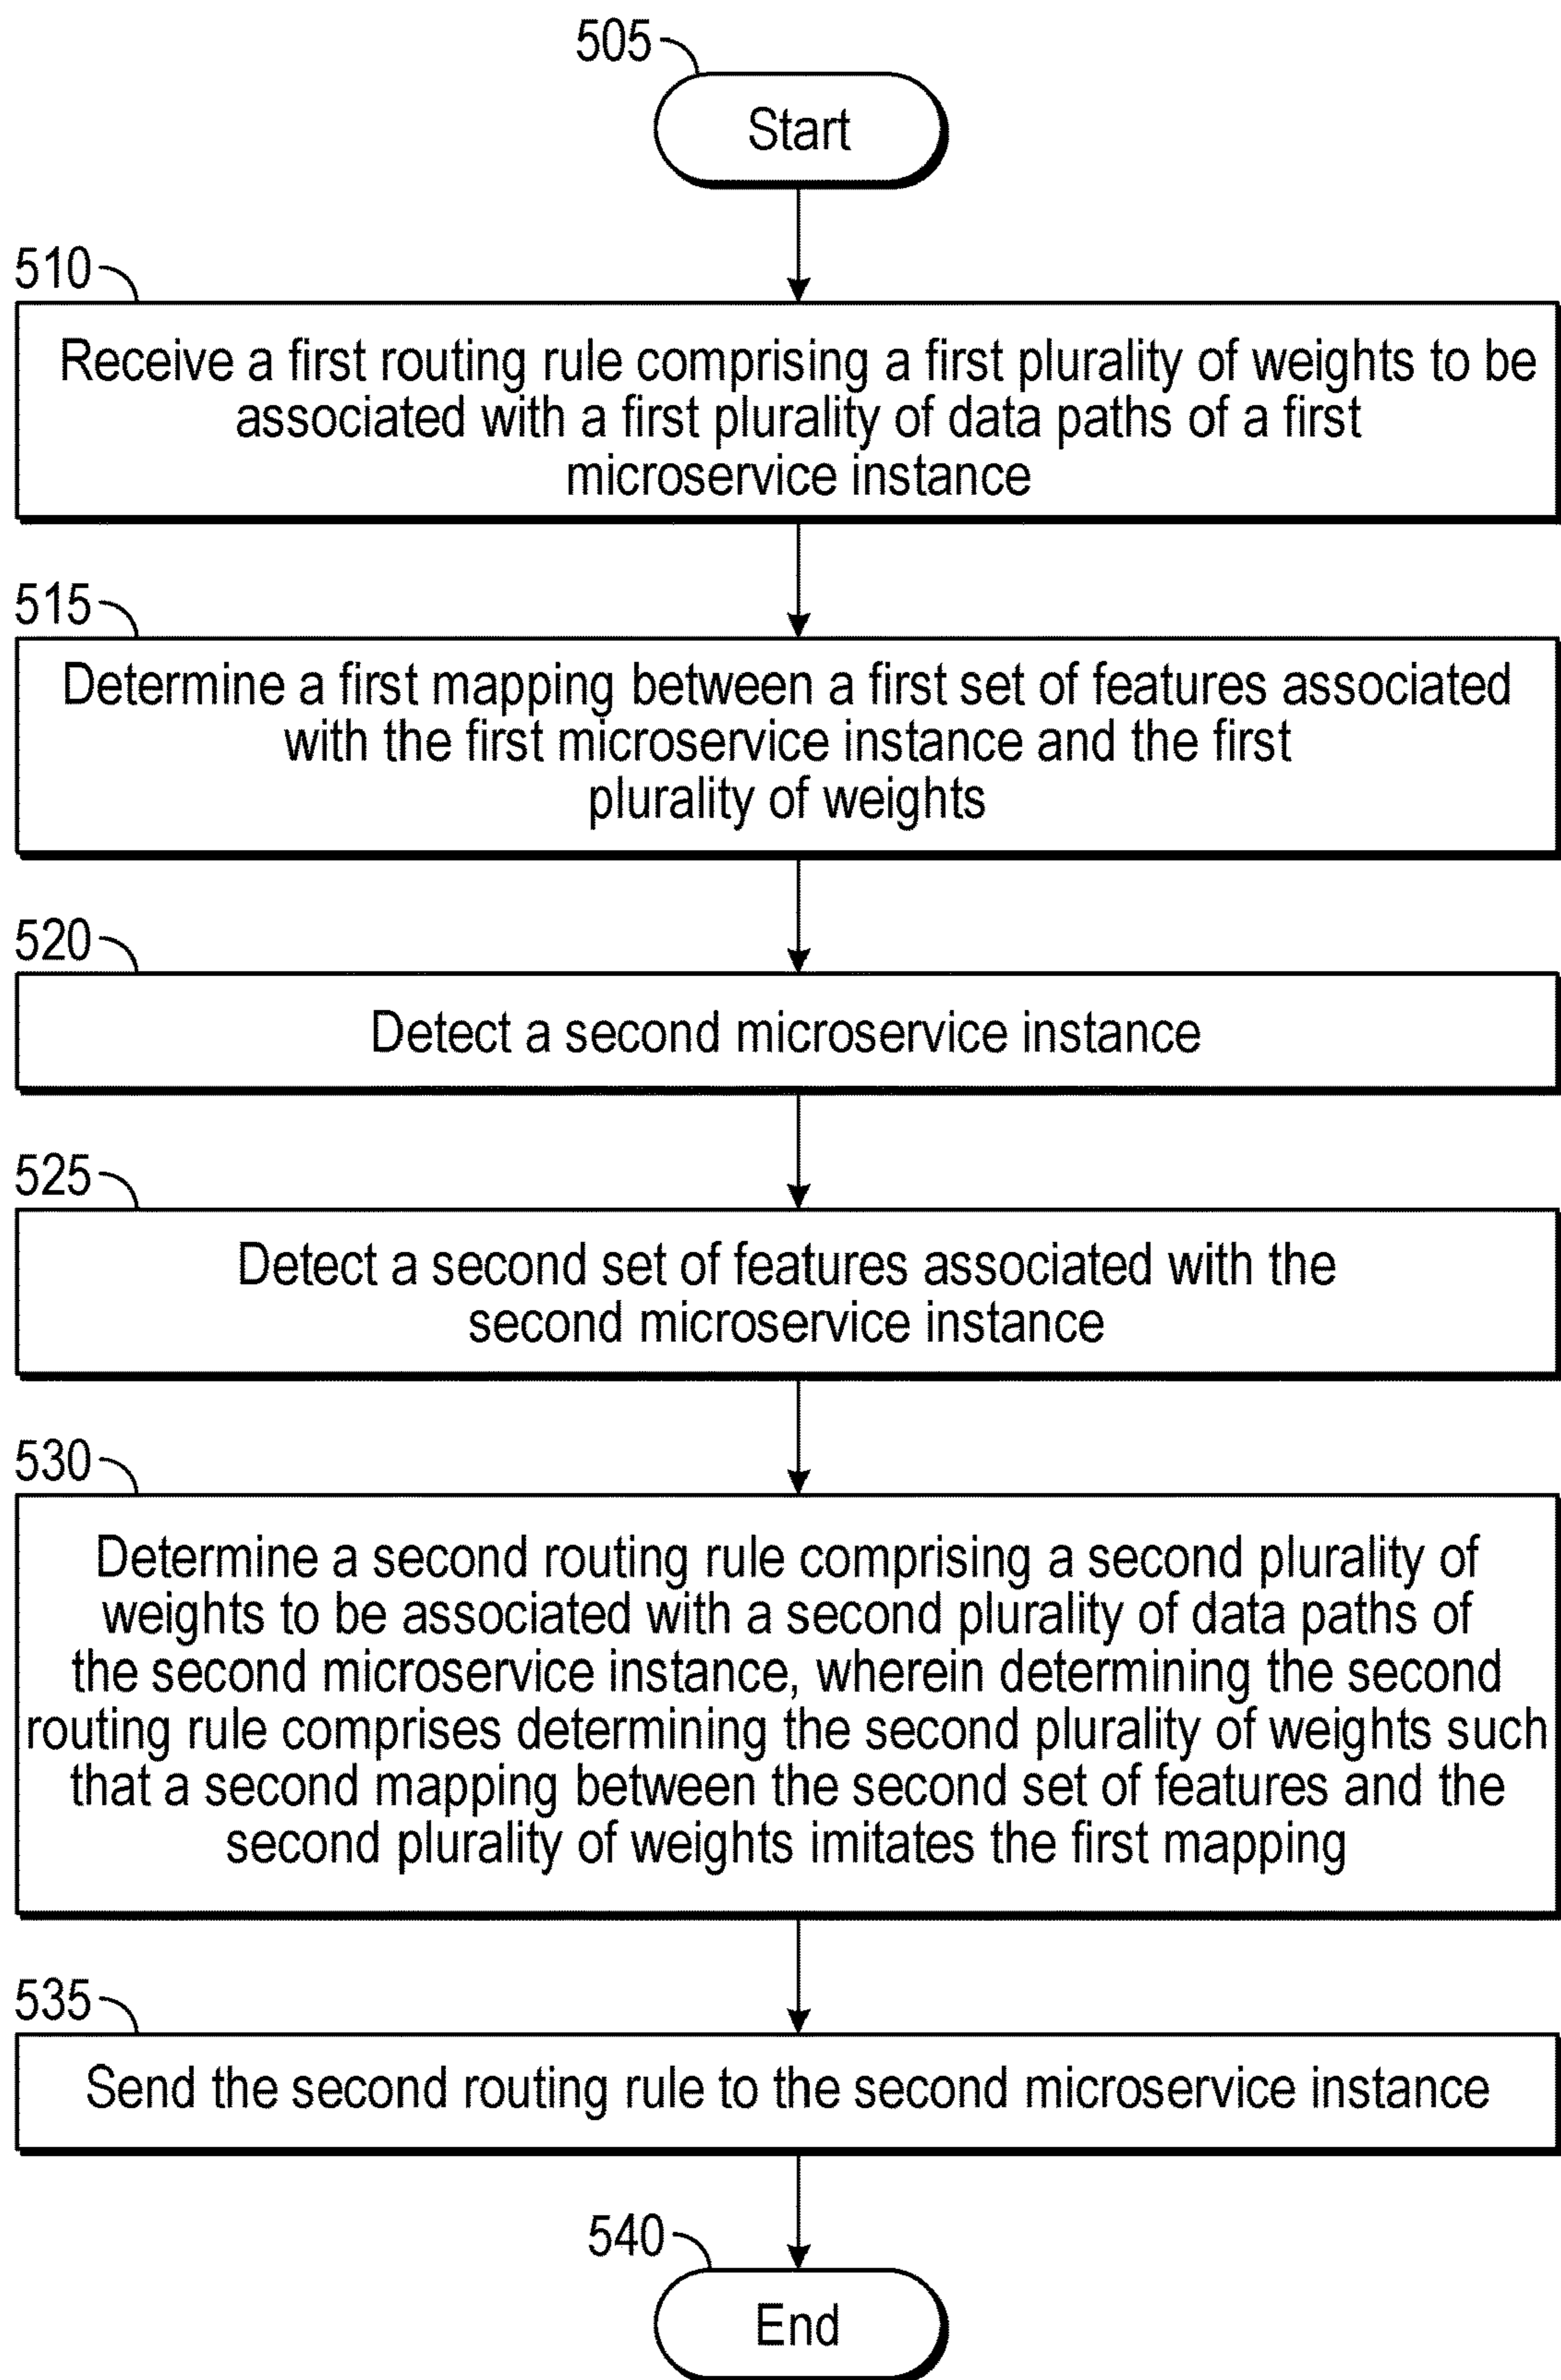 505
Start
510
Receive a first routing rule comprising a first plurality of weights to be
associated with a first plurality of data paths of a first
microservice instance
515
Determine a first mapping between a first set of features associated
with the first microservice instance and the first
plurality of weights
520
Detect a second microservice instance
525
Detect a second set of features associated with the
second microservice instance
530
Determine a second routing rule comprising a second plurality of
weights to be associated with a second plurality of data paths of
the second microservice instance, wherein determining the second
routing rule comprises determining the second plurality of weights such
that a second mapping between the second set of features and the
second plurality of weights imitates the first mapping
535
Send the second routing rule to the second microservice instance
540
End